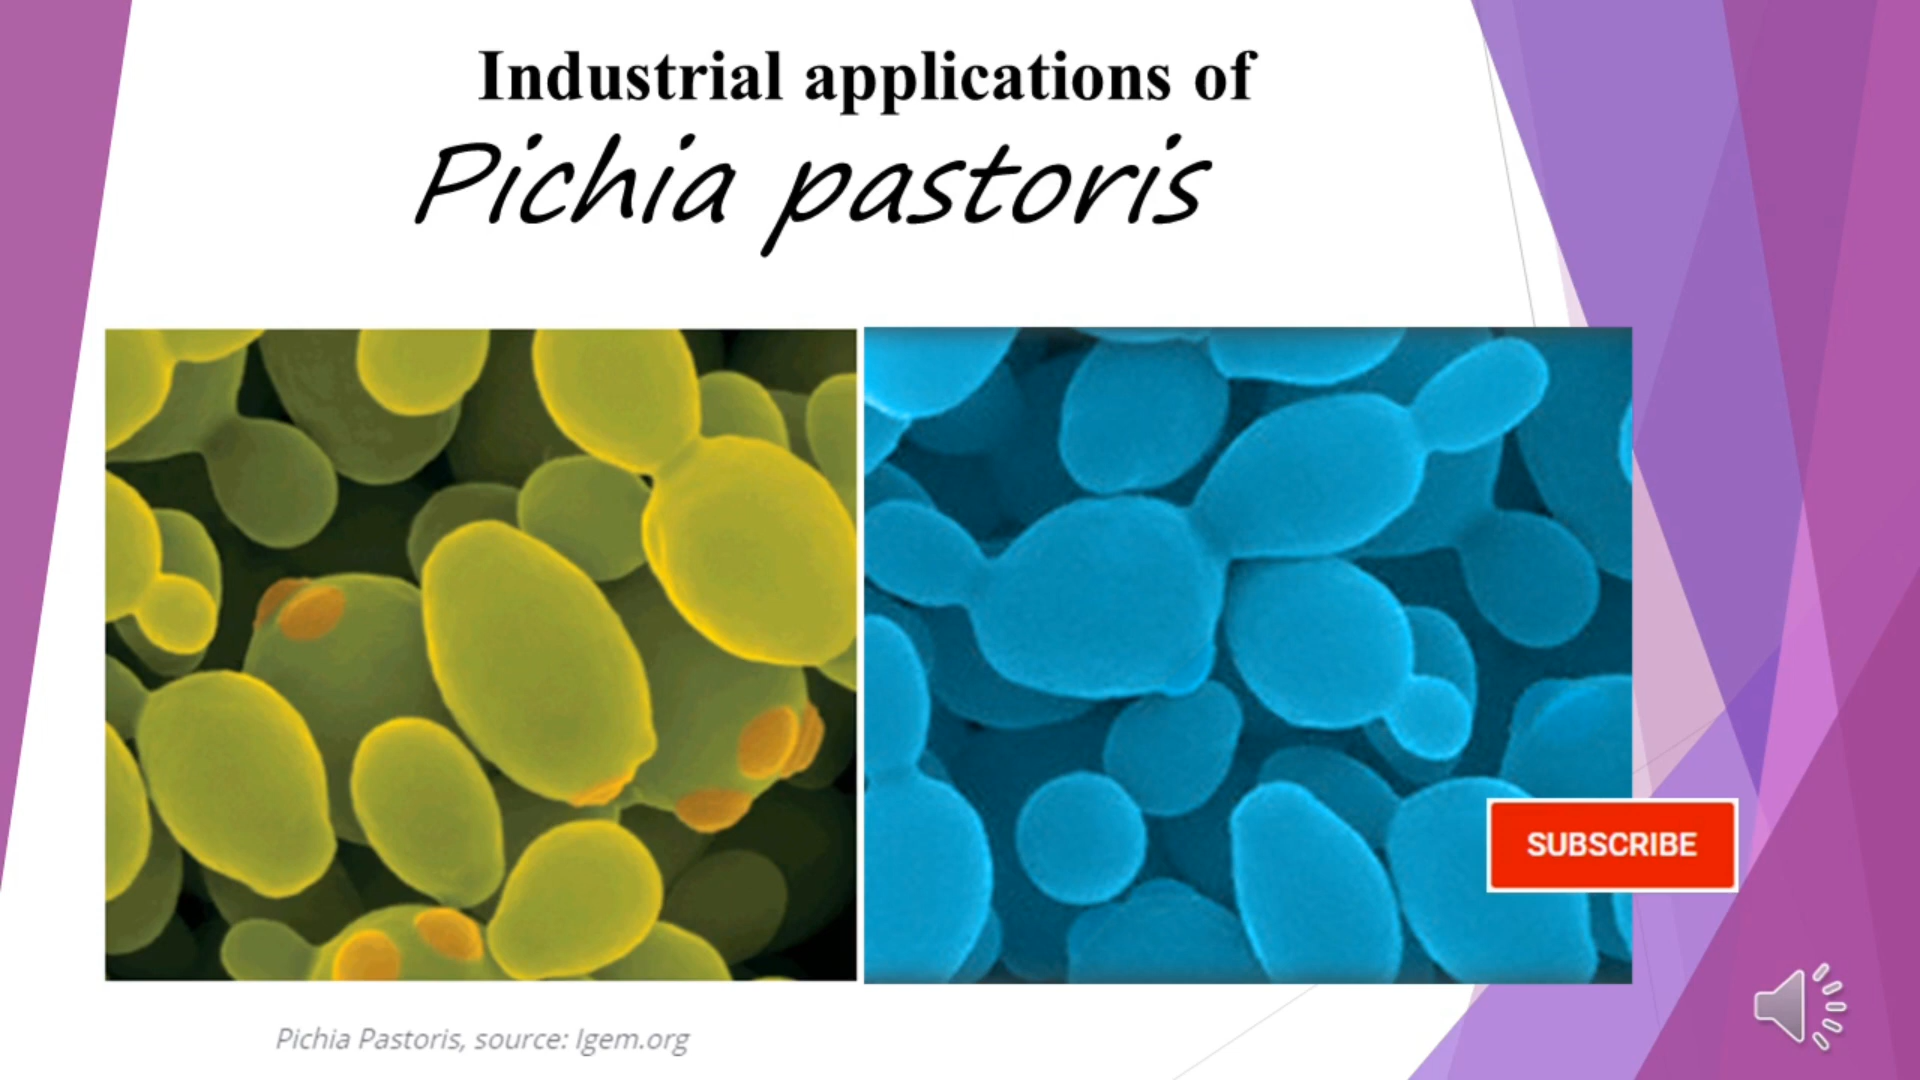 Industrial applications of
Pichia pastoris
SUBSCRIBE
Pichia Pastoris, source: Igem.org